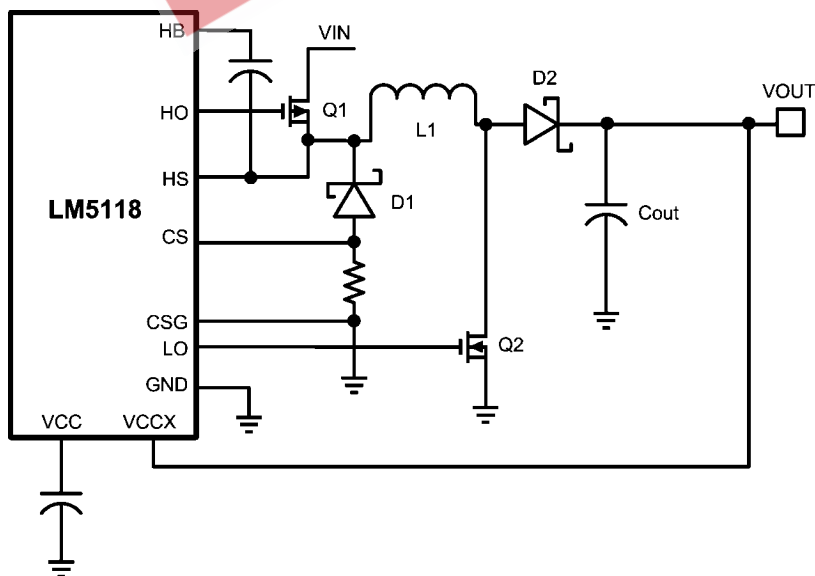 HB
VIN
D2
VOUT
HO
Q1
L1
HS
LM5118
D1
CS
Cout
CSG
LO
Q2
GND
VCC
VCCX